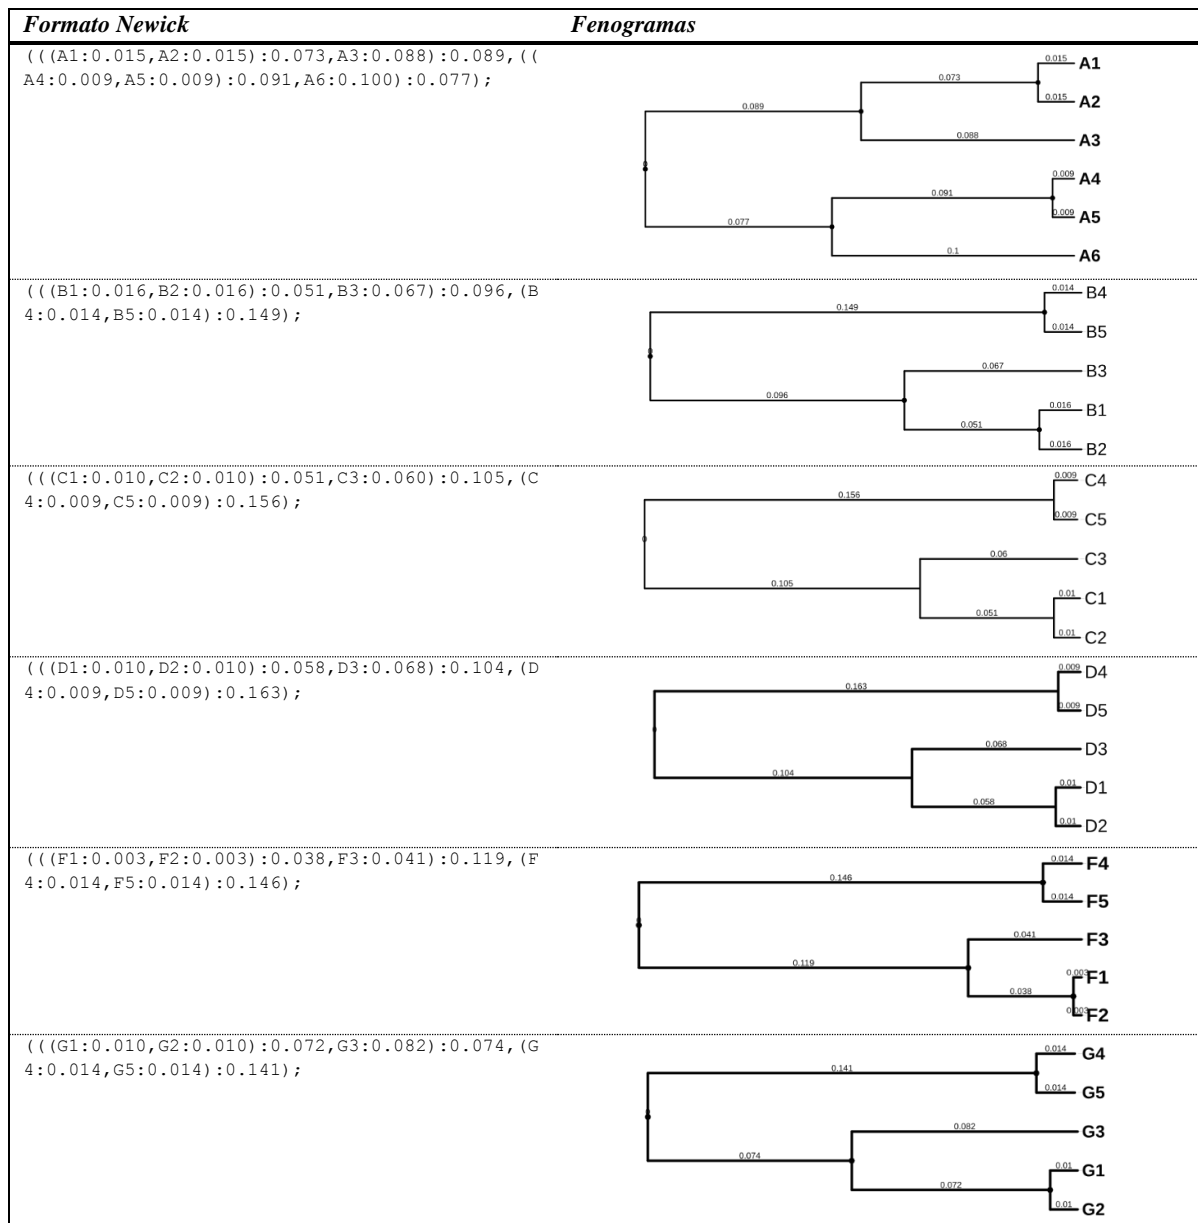 Formato Newick Fenogramas
(((A1:0.015,A2:0.015):0.073,A3:0.088):0.089,((
A4:0.009,A5:0.009):0.091,A6:0.100):0.077);
0.015 A1
0.073
0.015 A2
0.089
0.088 A3
0
0.009 A4
0.091
0.009 A5
0.077
0.1 A6
(((B1:0.016,B2:0.016):0.051,B3:0.067):0.096,(B
4:0.014,B5:0.014):0.149);
0.014 B4
0.149
0.014 B5
0
0.067 B3
0.096
0.016 B1
0.051
0.016 B2
(((C1:0.010,C2:0.010):0.051,C3:0.060):0.105,(C
4:0.009,C5:0.009):0.156);
0.009 C4
0.156
0.009 C5
0
0.06 C3
0.105
0.01 C1
0.051
0.01 C2
(((D1:0.010,D2:0.010):0.058,D3:0.068):0.104,(D
4:0.009,D5:0.009):0.163);
0.009 D4
0.163
0.009 D5
0
0.068 D3
0.104
0.01 D1
0.058
0.01 D2
(((F1:0.003,F2:0.003):0.038,F3:0.041):0.119,(F
4:0.014,F5:0.014):0.146);
0.014 F4
0.146
0.014 F5
0
0.041 F3
0.119
0.003 F1
0.038
0.003 F2
(((G1:0.010,G2:0.010):0.072,G3:0.082):0.074,(G
4:0.014,G5:0.014):0.141);
0.014 G4
0.141
0.014 G5
0
0.082 G3
0.074
0.01 G1
0.072
0.01 G2